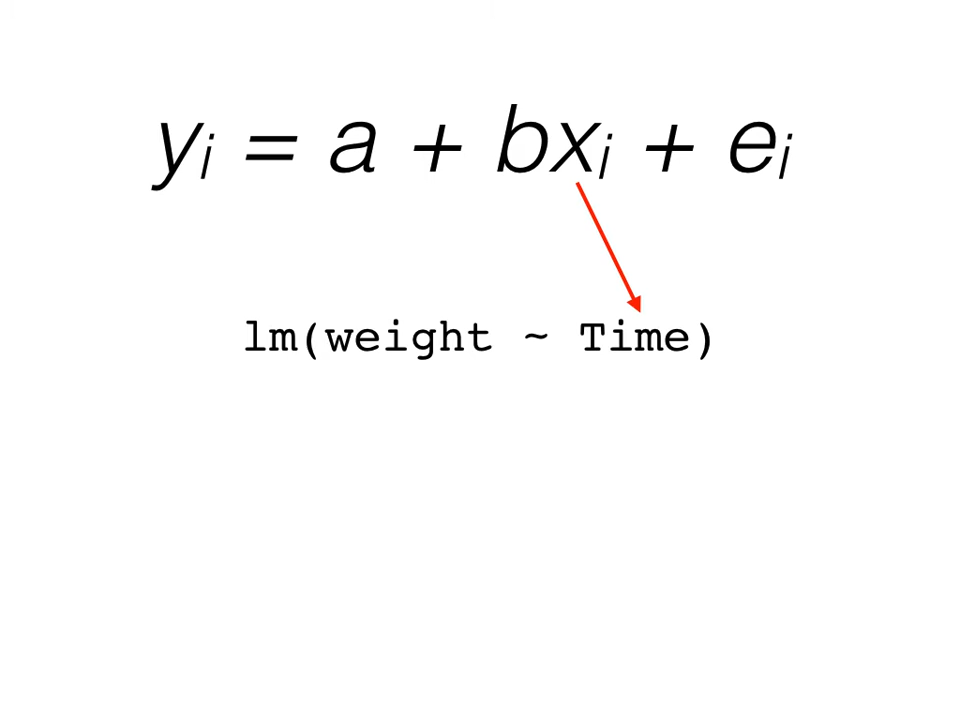 yi = a + bxi + ei
lm(weight ~ Time)